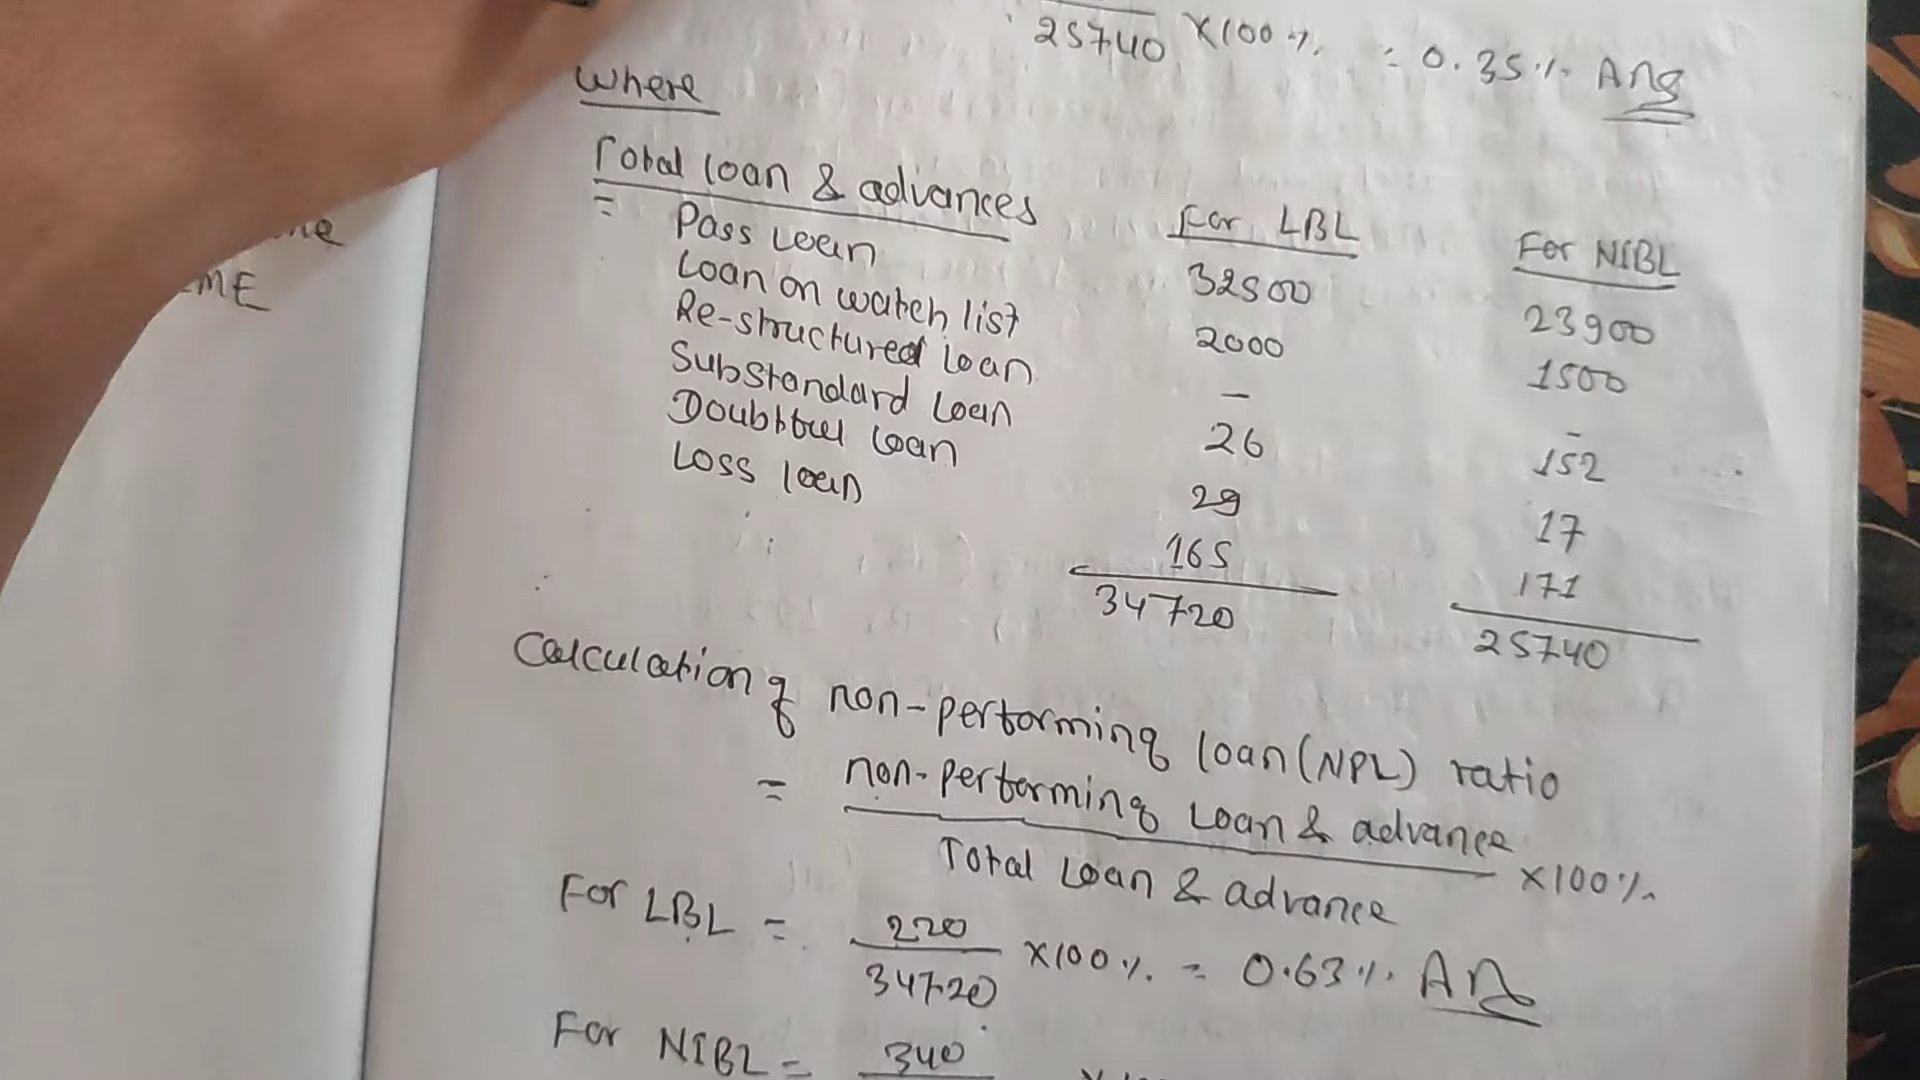 25740 ×100% = 0.35% Ans
Where
Total loan & advances For LBL For NIBL
= Pass loan 32500 23900
Loan on watch list 2000 1500
Re-structured loan – –
Substandard loan 26 152
Doubtful loan 29 17
Loss loan 165 171
34720 25740
Calculation of non-performing loan (NPL) ratio
= non-performing Loan & advance
Total Loan & advance ×100%
For LBL = 220
34720 ×100% = 0.63% Ans
For NIBL = 340
ME